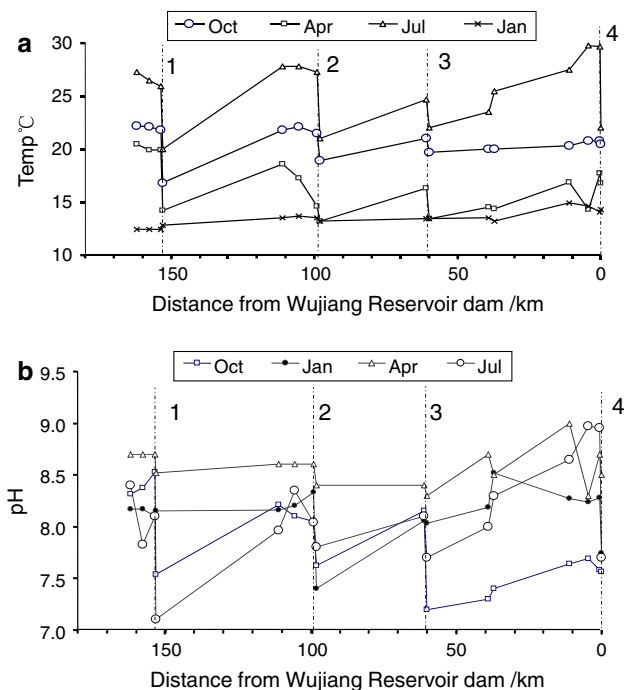 a
Oct Apr Jul Jan
1 2 3 4
Temp℃
30
25
20
15
10
150 100 50 0
Distance from Wujiang Reservoir dam /km
b
Oct Jan Apr Jul
1 2 3 4
pH
9.5
9.0
8.5
8.0
7.5
7.0
150 100 50 0
Distance from Wujiang Reservoir dam /km